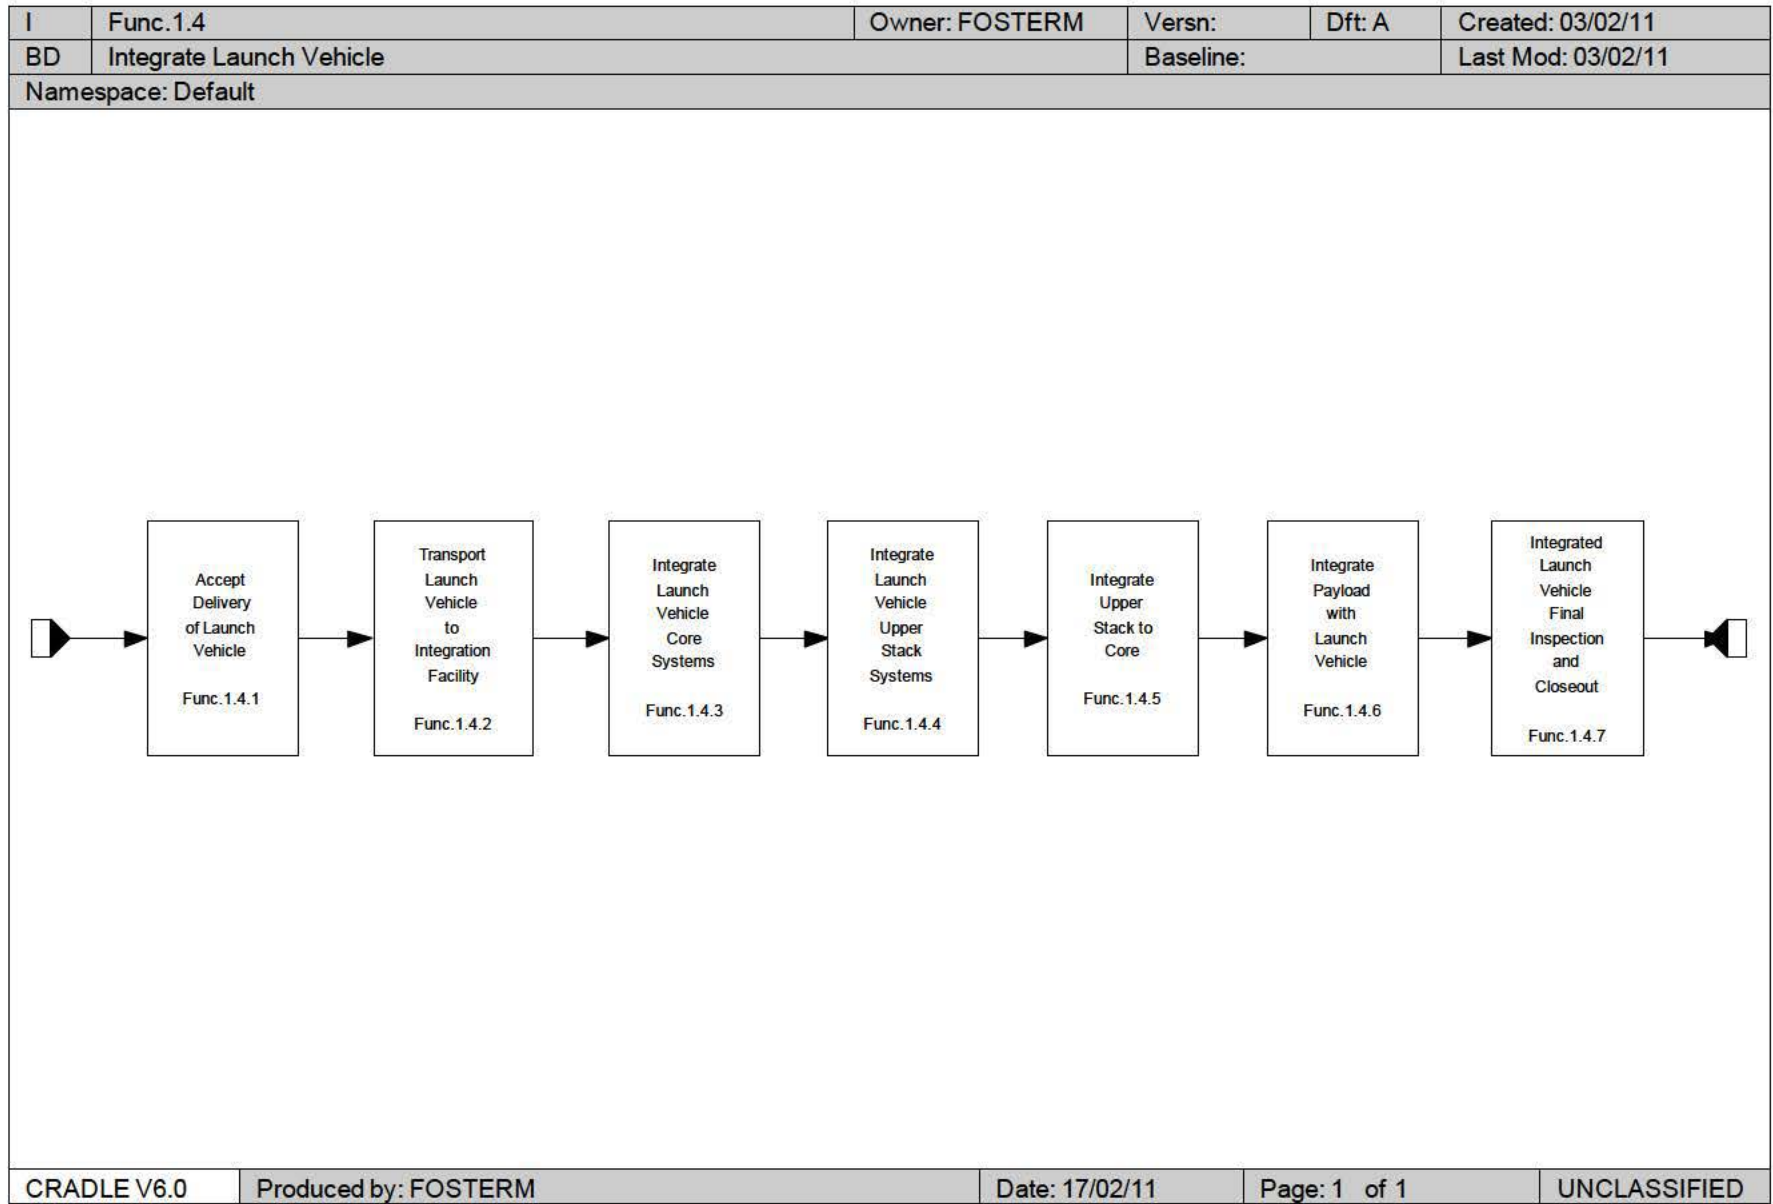 I Func.1.4 Owner: FOSTERM Versn: Dft: A Created: 03/02/11
BD Integrate Launch Vehicle Baseline: Last Mod: 03/02/11
Namespace: Default
Accept
Delivery
of Launch
Vehicle
Func.1.4.1
Transport
Launch
Vehicle
to
Integration
Facility
Func.1.4.2
Integrate
Launch
Vehicle
Core
Systems
Func.1.4.3
Integrate
Launch
Vehicle
Upper
Stack
Systems
Func.1.4.4
Integrate
Upper
Stack to
Core
Func.1.4.5
Integrate
Payload
with
Launch
Vehicle
Func.1.4.6
Integrated
Launch
Vehicle
Final
Inspection
and
Closeout
Func.1.4.7
CRADLE V6.0 Produced by: FOSTERM Date: 17/02/11 Page: 1 of 1 UNCLASSIFIED